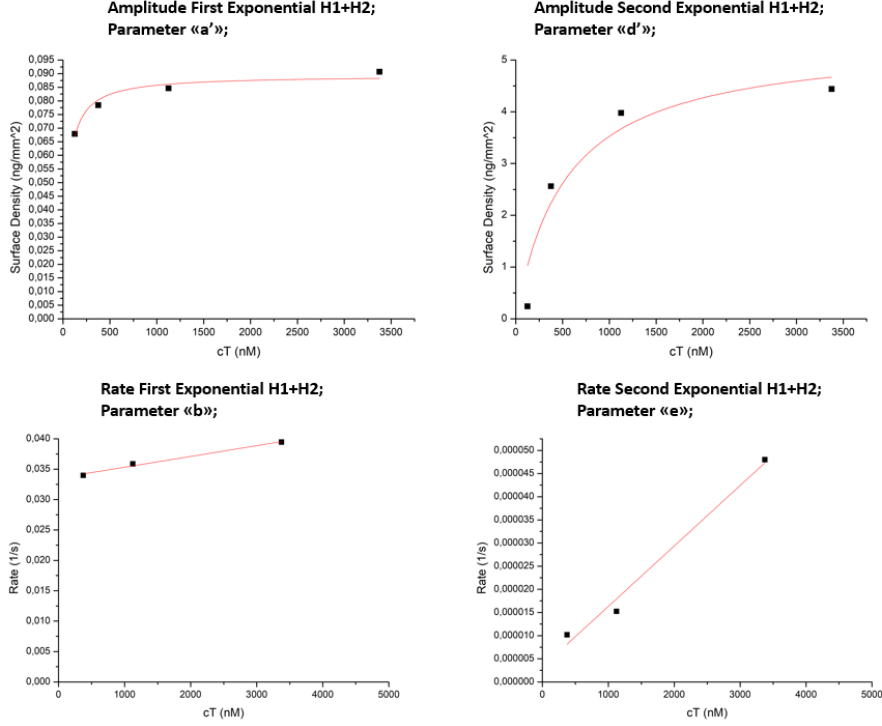 Amplitude First Exponential H1+H2;
Parameter «a’»;
0,095
0,090
0,085
0,080
0,075
0,070
0,065
0,060
0,055
0,050
0,045
0,040
0,035
0,030
0,025
0,020
0,015
0,010
0,005
0,000
Surface Density (ng/mm^2)
0 500 1000 1500 2000 2500 3000 3500
cT (nM)
Amplitude Second Exponential H1+H2;
Parameter «d’»;
5
4
3
2
1
0
Surface Density (ng/mm^2)
0 500 1000 1500 2000 2500 3000 3500
cT (nM)
Rate First Exponential H1+H2;
Parameter «b»;
0,040
0,035
0,030
0,025
0,020
0,015
0,010
0,005
0,000
Rate (1/s)
0 1000 2000 3000 4000 5000
cT (nM)
Rate Second Exponential H1+H2;
Parameter «e»;
0,000050
0,000045
0,000040
0,000035
0,000030
0,000025
0,000020
0,000015
0,000010
0,000005
0,000000
Rate (1/s)
0 1000 2000 3000 4000 5000
cT (nM)